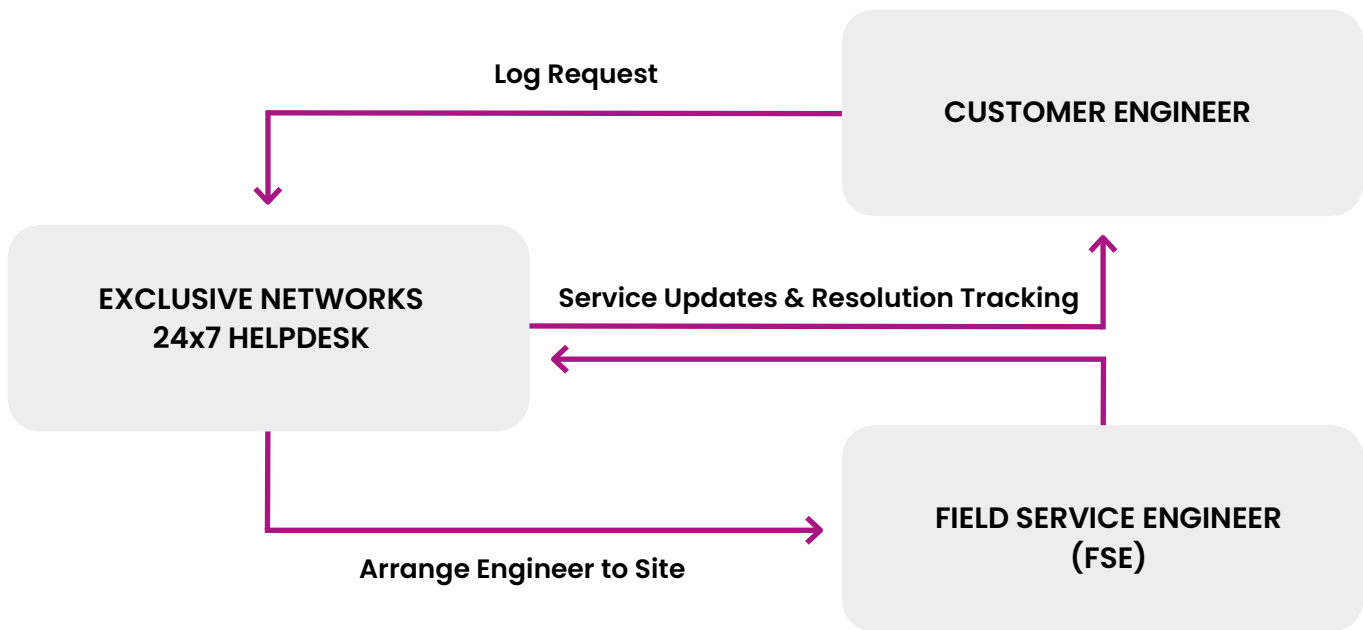 Log Request
CUSTOMER ENGINEER
EXCLUSIVE NETWORKS
24x7 HELPDESK
Service Updates & Resolution Tracking
FIELD SERVICE ENGINEER
(FSE)
Arrange Engineer to Site